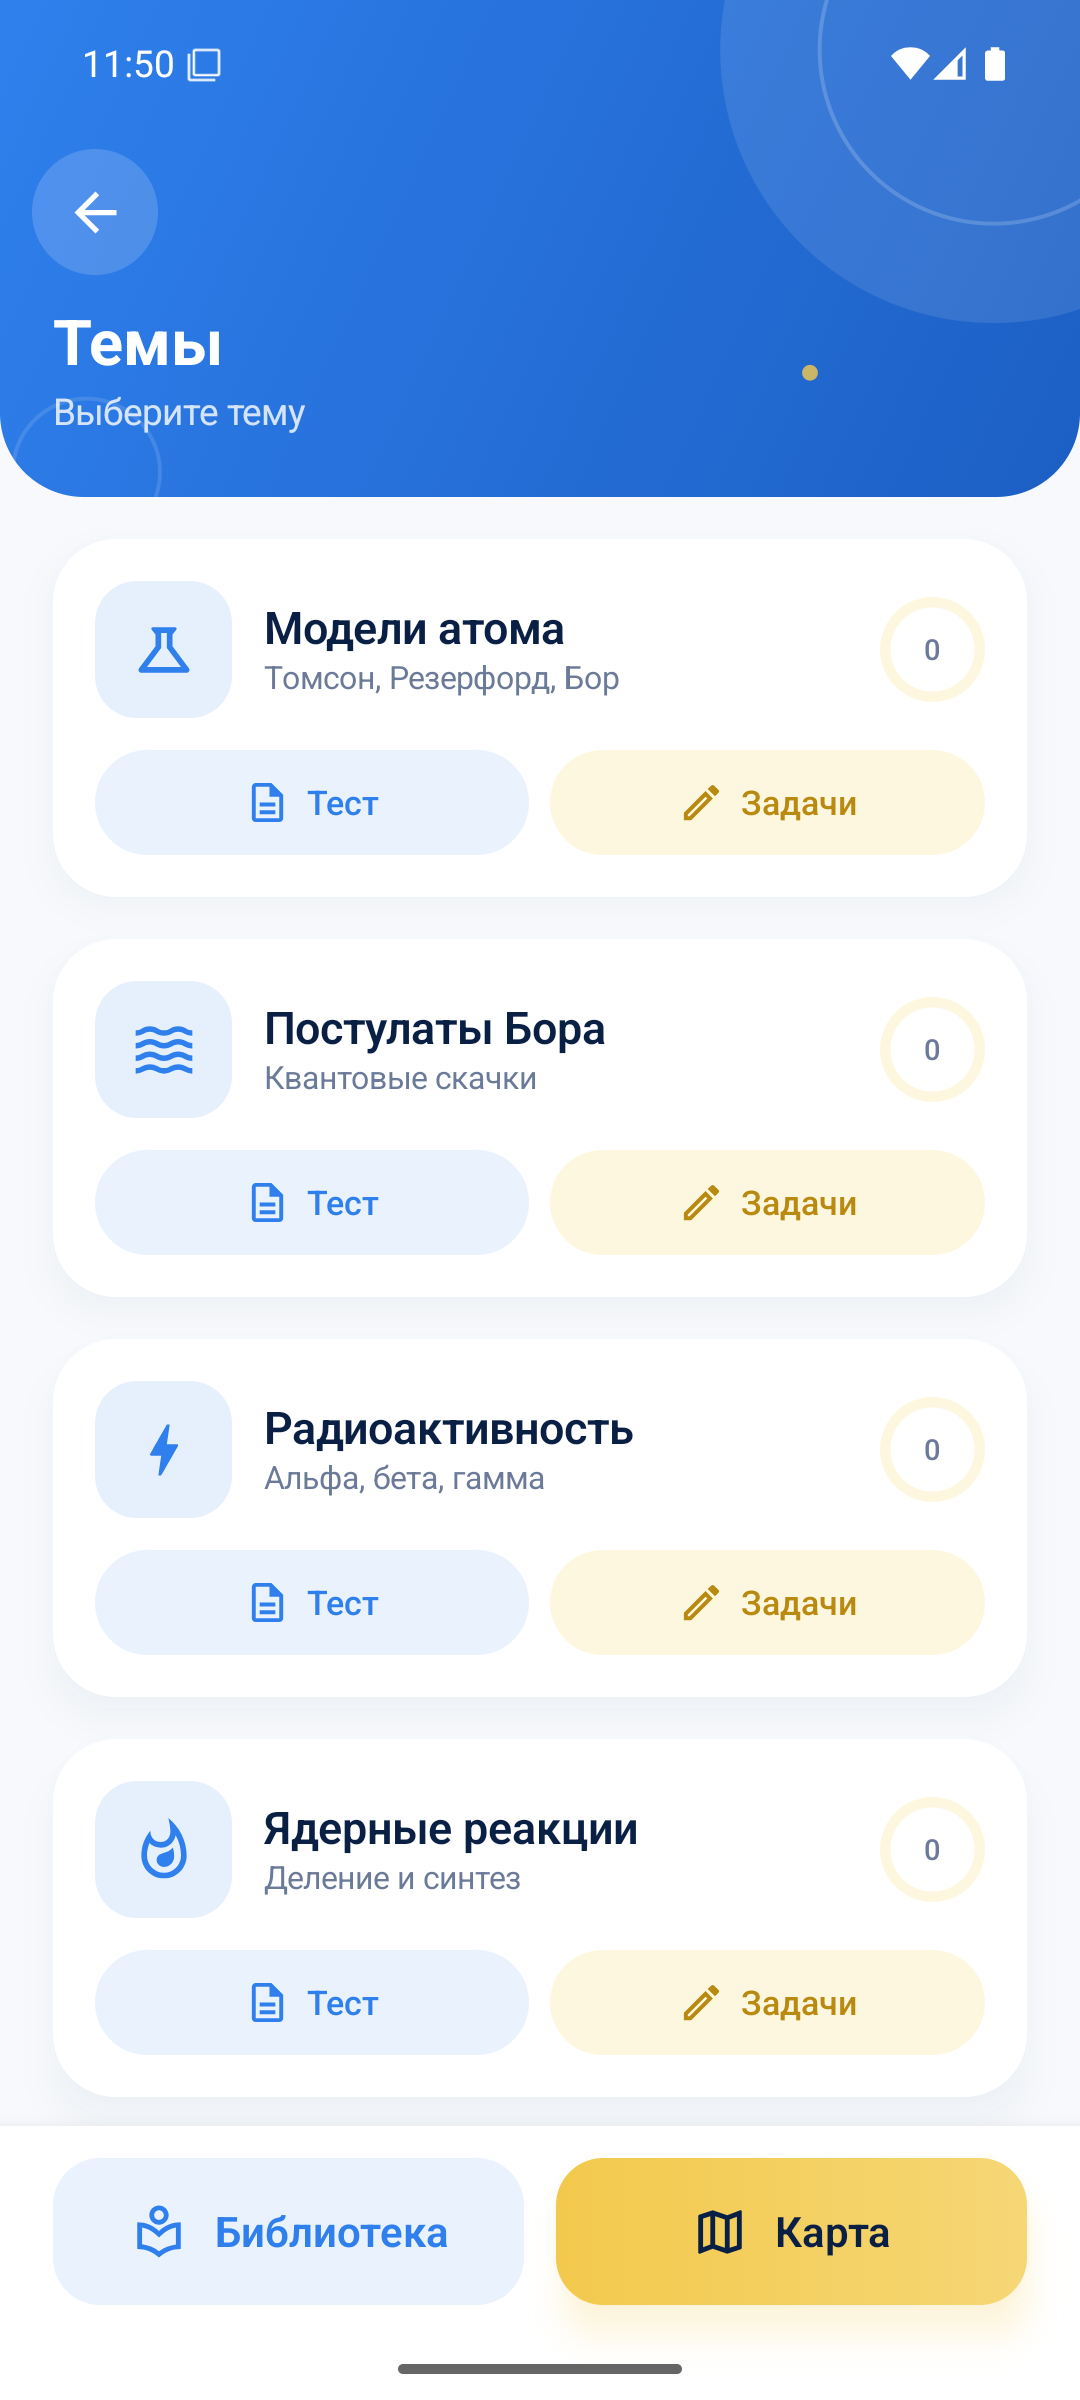 11:50
Темы
Выберите тему
Модели атома
Томсон, Резерфорд, Бор
0
Тест
Задачи
Постулаты Бора
Квантовые скачки
0
Тест
Задачи
Радиоактивность
Альфа, бета, гамма
0
Тест
Задачи
Ядерные реакции
Деление и синтез
0
Тест
Задачи
Библиотека
Карта